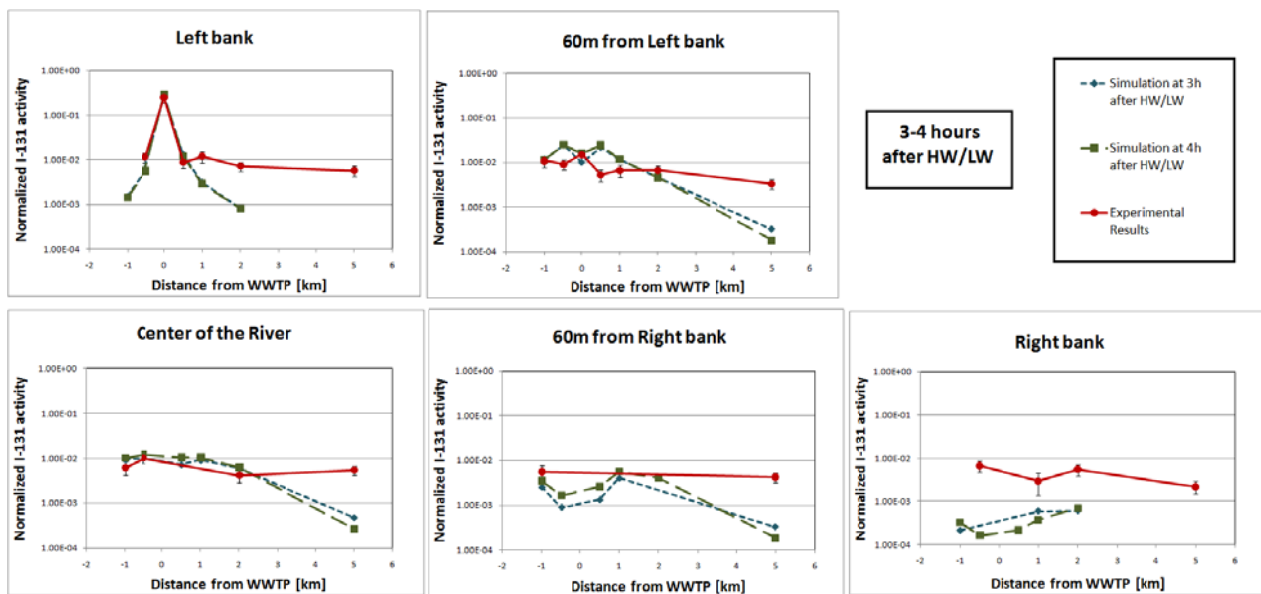 Left bank
Normalized I-131 activity
1.00E+00
1.00E-01
1.00E-02
1.00E-03
1.00E-04
-2 -1 0 1 2 3 4 5 6
Distance from WWTP [km]
60m from Left bank
Normalized I-131 activity
1.00E+00
1.00E-01
1.00E-02
1.00E-03
1.00E-04
-2 -1 0 1 2 3 4 5 6
Distance from WWTP [km]
3-4 hours
after HW/LW
Simulation at 3h
after HW/LW
Simulation at 4h
after HW/LW
Experimental
Results
Center of the River
Normalized I-131 activity
1.00E+00
1.00E-01
1.00E-02
1.00E-03
1.00E-04
-2 -1 0 1 2 3 4 5 6
Distance from WWTP [km]
60m from Right bank
Normalized I-131 activity
1.00E+00
1.00E-01
1.00E-02
1.00E-03
1.00E-04
-2 -1 0 1 2 3 4 5 6
Distance from WWTP [km]
Right bank
Normalized I-131 activity
1.00E+00
1.00E-01
1.00E-02
1.00E-03
1.00E-04
-2 -1 0 1 2 3 4 5 6
Distance from WWTP [km]